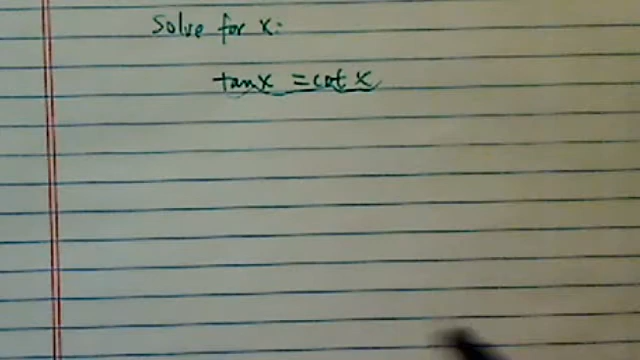 Solve for x:
tan x = cot x